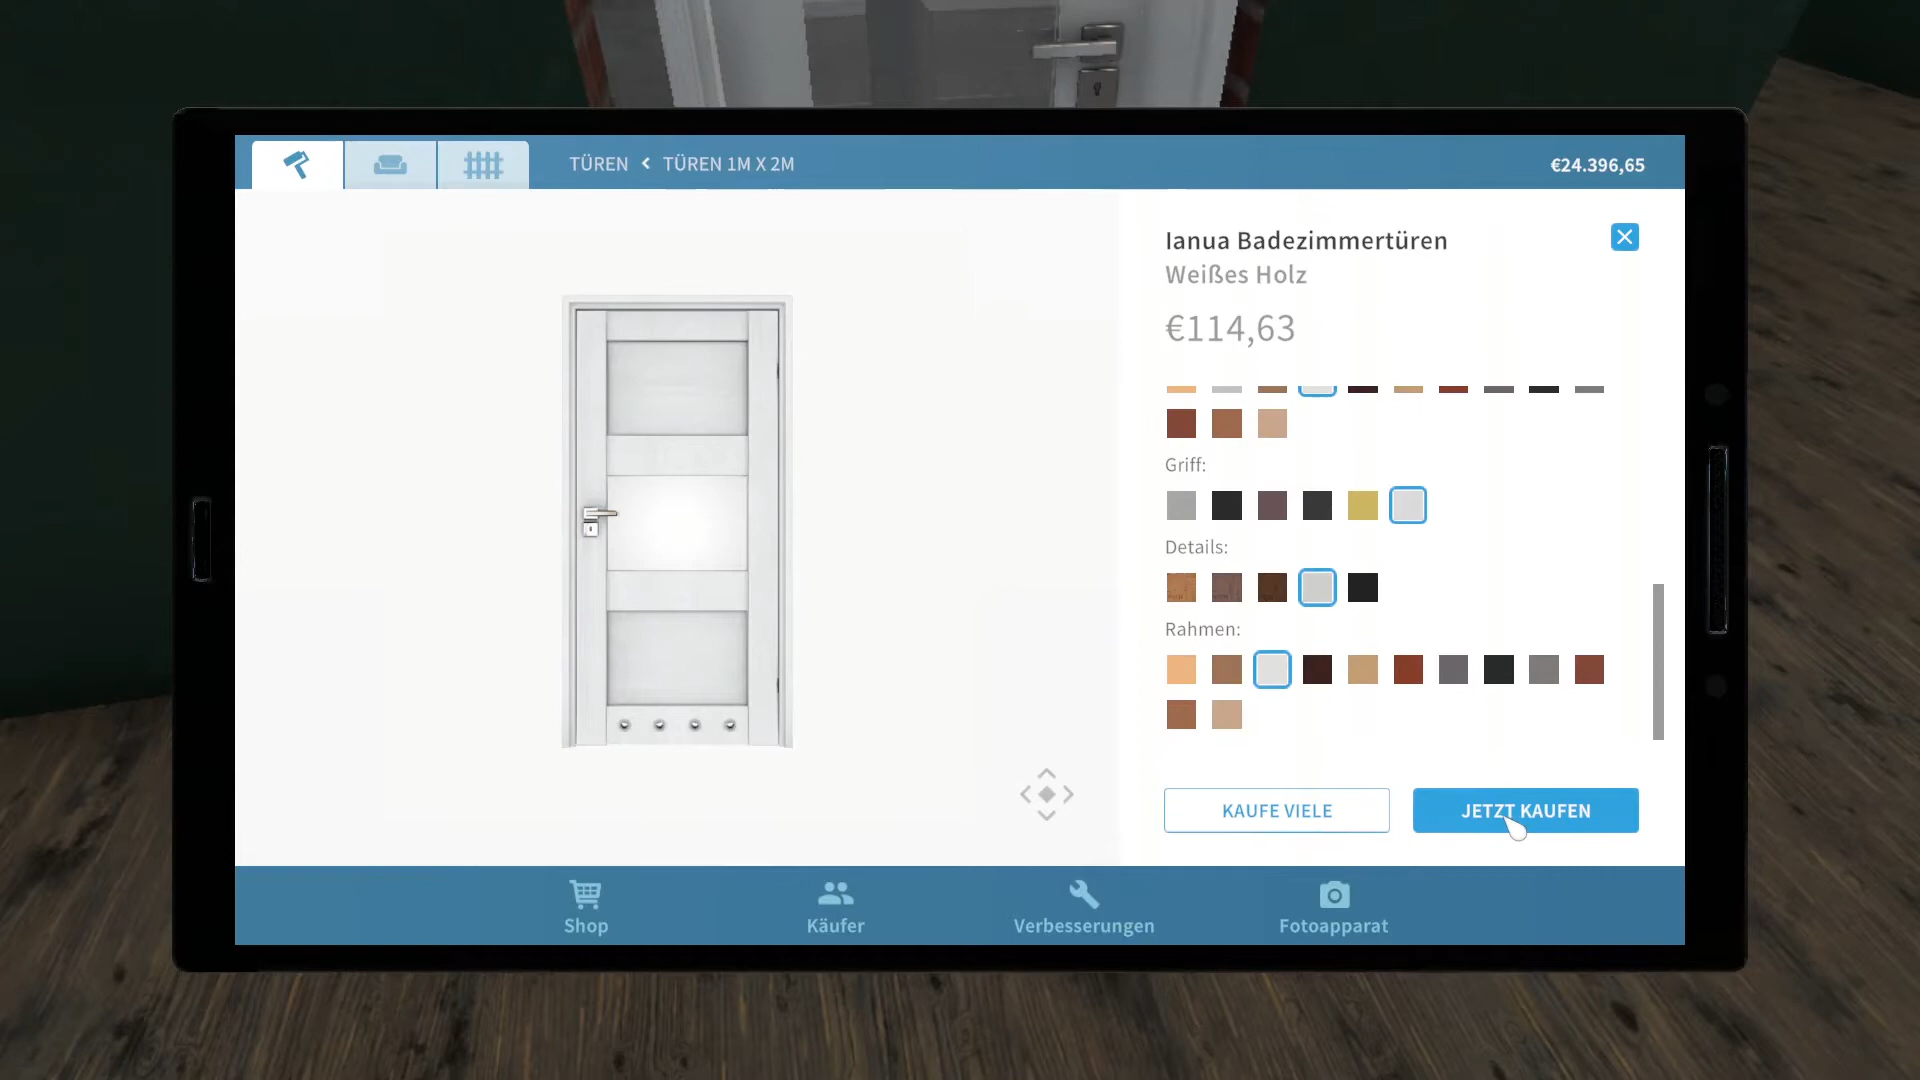 TÜREN < TÜREN 1M X 2M
€24.396,65
Ianua Badezimmertüren
Weißes Holz
€114,63
Griff:
Details:
Rahmen:
KAUFE VIELE
JETZT KAUFEN
Shop
Käufer
Verbesserungen
Fotoapparat